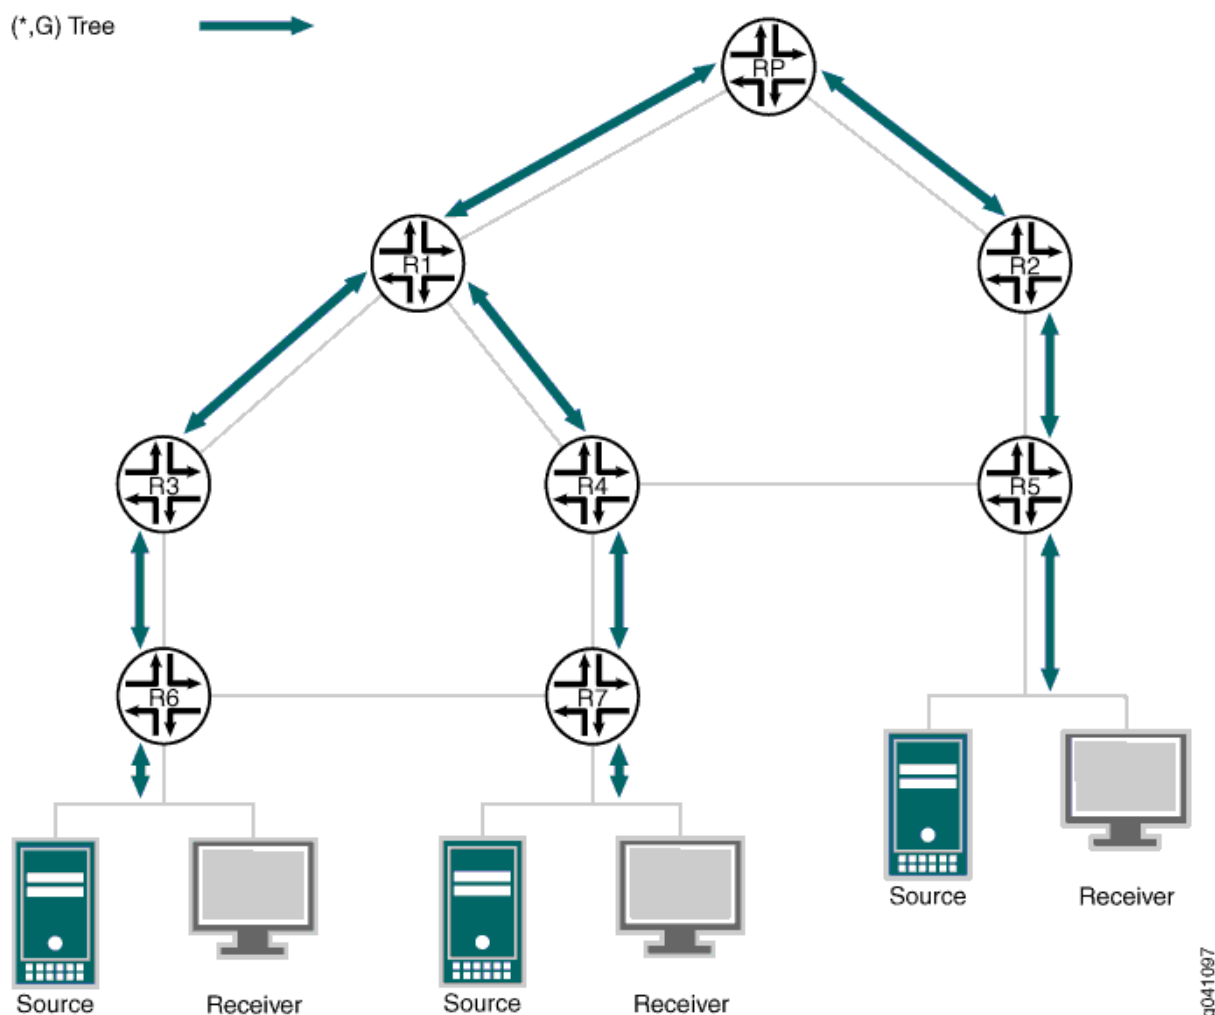 (*,G) Tree
RP
R1
R2
R3
R4
R5
R6
R7
Source
Receiver
Source
Receiver
Source
Receiver
g041097